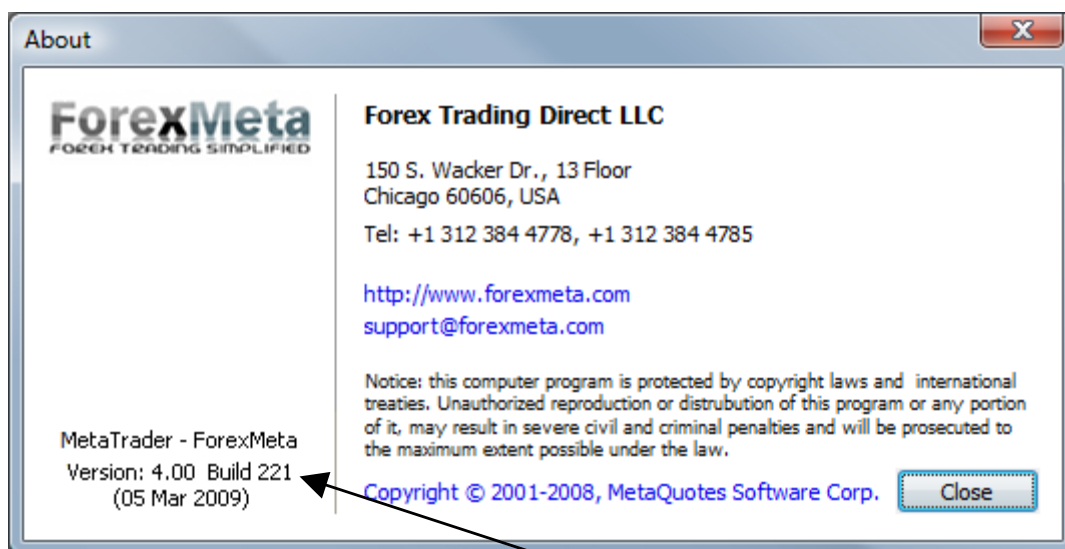 About
ForexMeta
FOREX TRADING SIMPLIFIED
MetaTrader - ForexMeta
Version: 4.00 Build 221
(05 Mar 2009)
Forex Trading Direct LLC
150 S. Wacker Dr., 13 Floor
Chicago 60606, USA
Tel: +1 312 384 4778, +1 312 384 4785
http://www.forexmeta.com
support@forexmeta.com
Notice: this computer program is protected by copyright laws and international
treaties. Unauthorized reproduction or distrubution of this program or any portion
of it, may result in severe civil and criminal penalties and will be prosecuted to
the maximum extent possible under the law.
Copyright © 2001-2008, MetaQuotes Software Corp.
Close